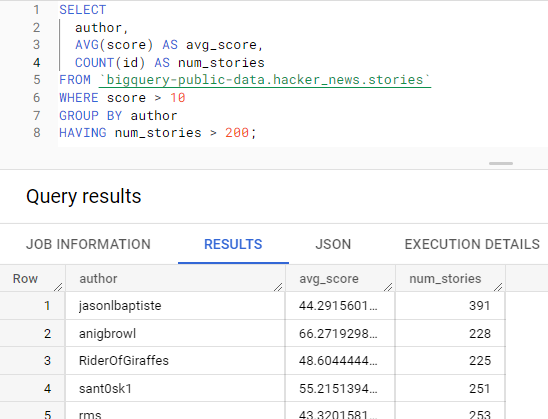 1 SELECT
2 author,
3 AVG(score) AS avg_score,
4 COUNT(id) AS num_stories
5 FROM `bigquery-public-data.hacker_news.stories`
6 WHERE score > 10
7 GROUP BY author
8 HAVING num_stories > 200;
Query results
JOB INFORMATION RESULTS JSON EXECUTION DETAILS
Row author avg_score num_stories
1 jasonlbaptiste 44.2915601... 391
2 anigbrowl 66.2719298... 228
3 RiderOfGiraffes 48.6044444... 225
4 sant0sk1 55.2151394... 251
5 rms 43.3201581... 253